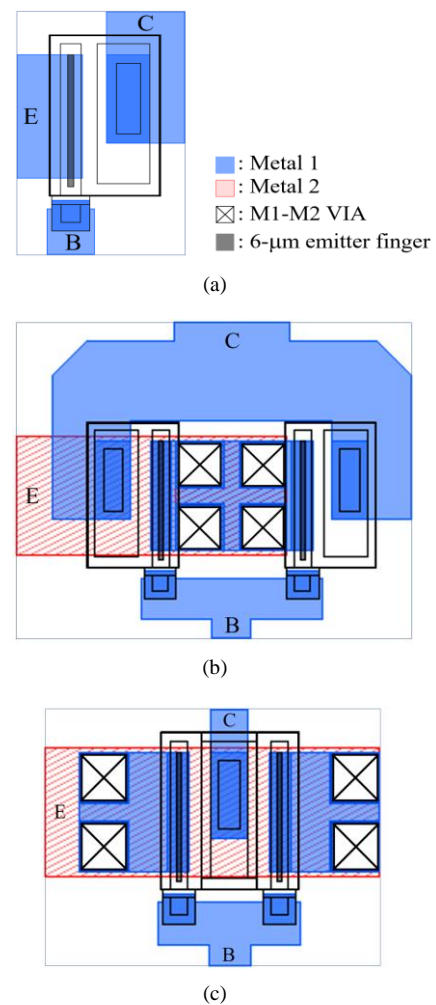 C
E
B
: Metal 1
: Metal 2
: M1-M2 VIA
: 6-μm emitter finger
(a)
C
E
B
(b)
C
E
B
(c)